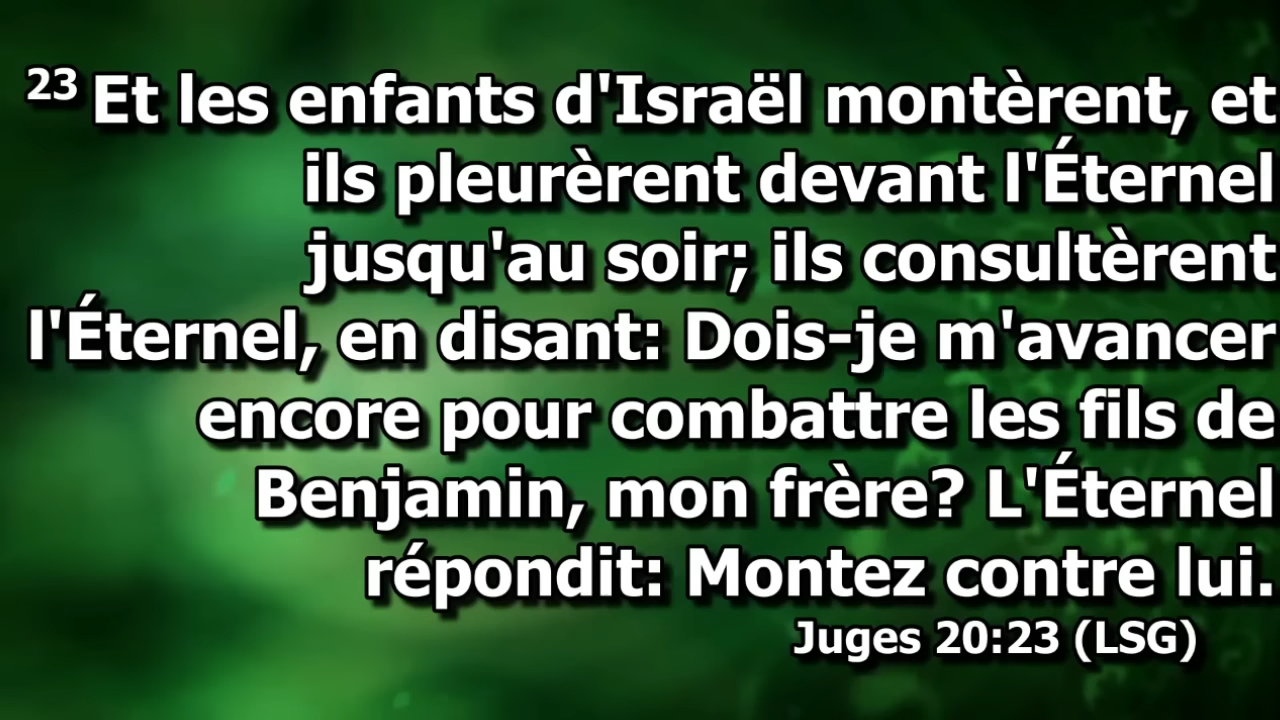 23 Et les enfants d'Israël montèrent, et
ils pleurèrent devant l'Éternel
jusqu'au soir; ils consultèrent
l'Éternel, en disant: Dois-je m'avancer
encore pour combattre les fils de
Benjamin, mon frère? L'Éternel
répondit: Montez contre lui.
Juges 20:23 (LSG)